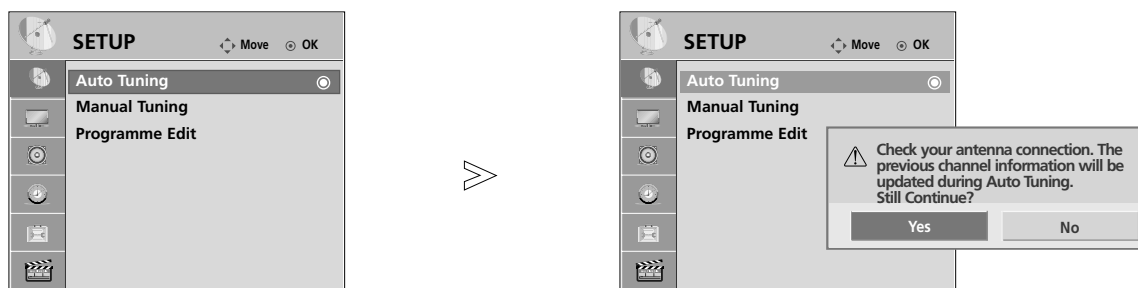 SETUP Move OK
Auto Tuning
Manual Tuning
Programme Edit
SETUP Move OK
Auto Tuning
Manual Tuning
Programme Edit
Check your antenna connection. The
previous channel information will be
updated during Auto Tuning.
Still Continue?
Yes No